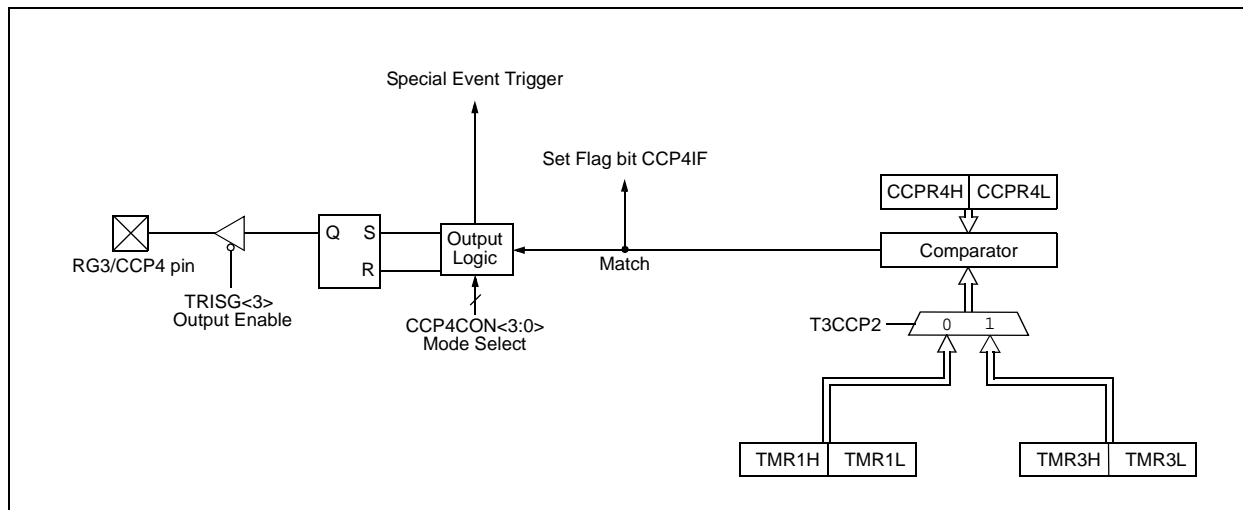 Special Event Trigger
Set Flag bit CCP4IF
CCPR4H CCPR4L
Q S
R
Output
Logic
Match
Comparator
RG3/CCP4 pin
TRISG<3>
Output Enable
CCP4CON<3:0>
Mode Select
T3CCP2
0 1
TMR1H TMR1L
TMR3H TMR3L